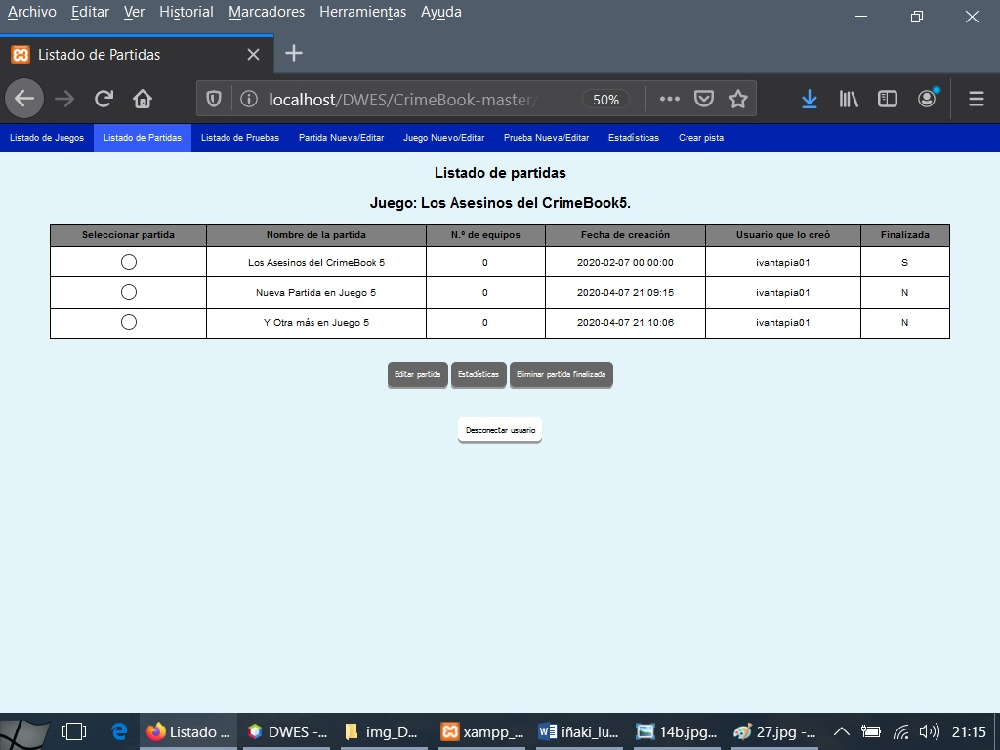 Archivo Editar Ver Historial Marcadores Herramientas Ayuda
Listado de Partidas
localhost/DWES/CrimeBook-master/ 50%
Listado de Juegos Listado de Partidas Listado de Pruebas Partida Nueva/Editar Juego Nuevo/Editar Prueba Nueva/Editar Estadísticas Crear pista
Listado de partidas
Juego: Los Asesinos del CrimeBook5.
Seleccionar partida Nombre de la partida N.º de equipos Fecha de creación Usuario que lo creó Finalizada
Los Asesinos del CrimeBook 5 0 2020-02-07 00:00:00 ivantapia01 S
Nueva Partida en Juego 5 0 2020-04-07 21:09:15 ivantapia01 N
Y Otra más en Juego 5 0 2020-04-07 21:10:06 ivantapia01 N
Editar partida Estadísticas Eliminar partida finalizada
Desconectar usuario
Listado ... DWES -... img_D... xampp_... iñaki_lu... 14b.jpg... 27.jpg -... 21:15